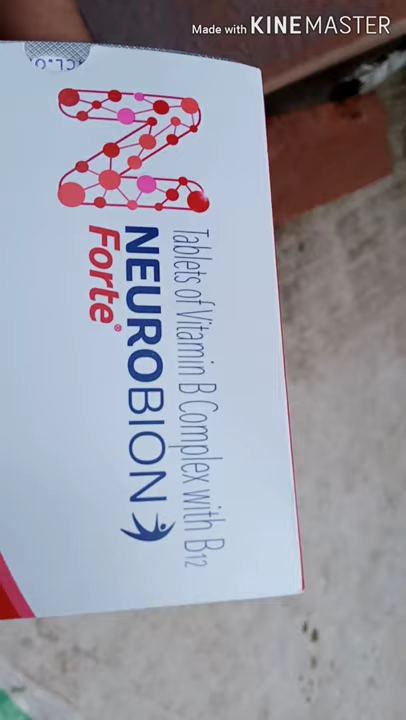 Made with KINEMASTER
Tablets of Vitamin B Complex with B12
NEUROBION
Forte®